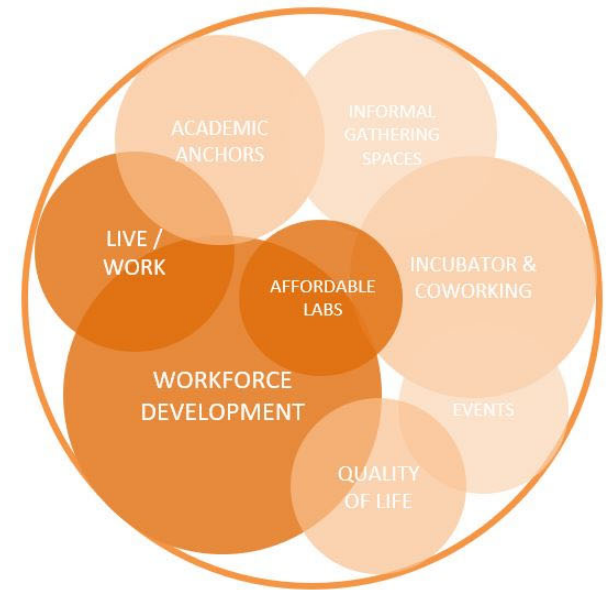 ACADEMIC
ANCHORS
INFORMAL
GATHERING
SPACES
LIVE /
WORK
AFFORDABLE
LABS
INCUBATOR &
COWORKING
WORKFORCE
DEVELOPMENT
EVENTS
QUALITY
OF LIFE